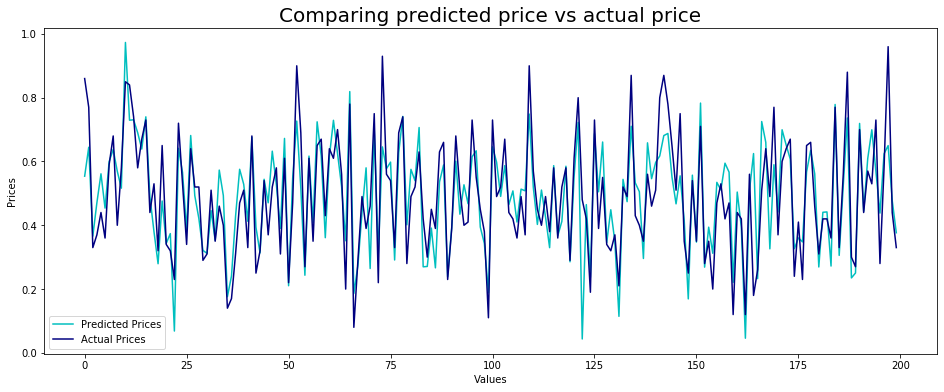 Comparing predicted price vs actual price
Prices
1.0
0.8
0.6
0.4
0.2
0.0
Predicted Prices
Actual Prices
0 25 50 75 100 125 150 175 200
Values